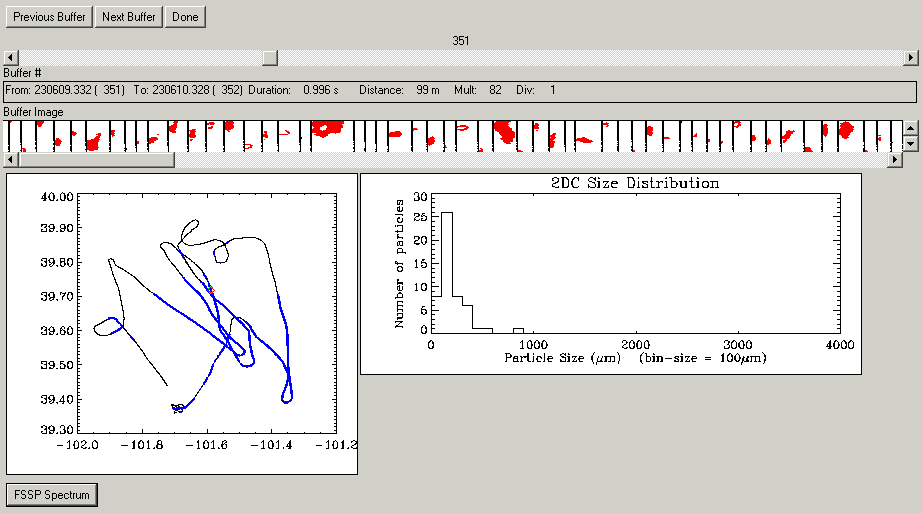 Previous Buffer Next Buffer Done
351
Buffer #
From: 230609.332 ( 351) To: 230610.328 ( 352) Duration: 0.996 s Distance: 99 m Mult: 82 Div: 1
Buffer Image
2DC Size Distribution
40.00
39.90
39.80
39.70
39.60
39.50
39.40
39.30
-102.0 -101.8 -101.6 -101.4 -101.2
Number of particles
30
25
20
15
10
5
0
0 1000 2000 3000 4000
Particle Size (μm) (bin-size = 100μm)
FSSP Spectrum